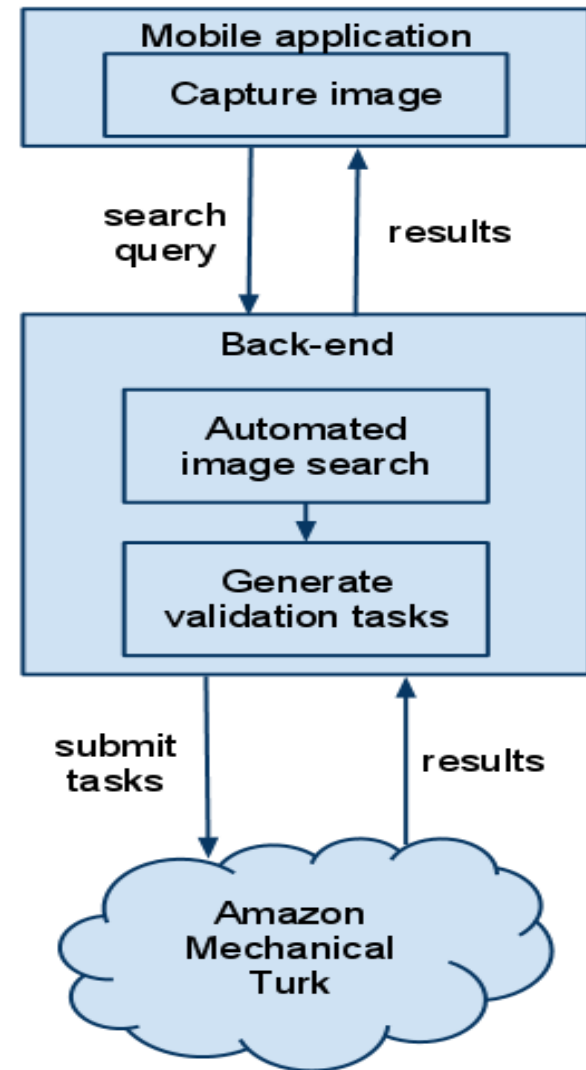 Mobile application
Capture image
search
query
results
Back-end
Automated
image search
Generate
validation tasks
submit
tasks
results
Amazon
Mechanical
Turk